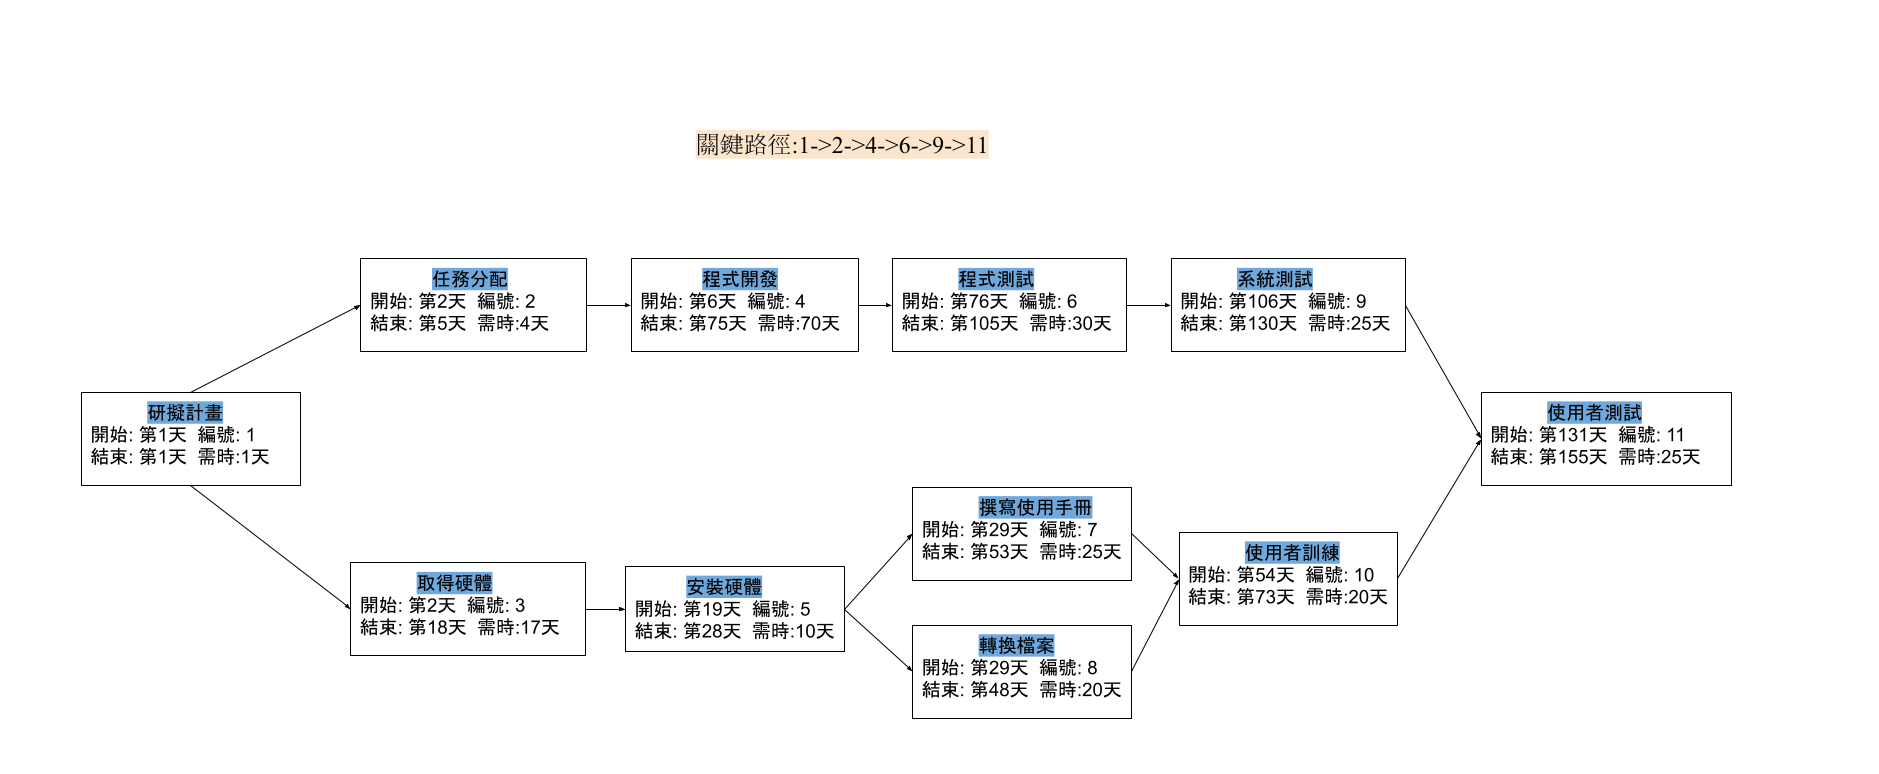 關鍵路徑:1->2->4->6->9->11
任務分配
開始: 第2天 編號: 2
結束: 第5天 需時:4天
程式開發
開始: 第6天 編號: 4
結束: 第75天 需時:70天
程式測試
開始: 第76天 編號: 6
結束: 第105天 需時:30天
系統測試
開始: 第106天 編號: 9
結束: 第130天 需時:25天
研擬計畫
開始: 第1天 編號: 1
結束: 第1天 需時:1天
使用者測試
開始: 第131天 編號: 11
結束: 第155天 需時:25天
取得硬體
開始: 第2天 編號: 3
結束: 第18天 需時:17天
安裝硬體
開始: 第19天 編號: 5
結束: 第28天 需時:10天
撰寫使用手冊
開始: 第29天 編號: 7
結束: 第53天 需時:25天
轉換檔案
開始: 第29天 編號: 8
結束: 第48天 需時:20天
使用者訓練
開始: 第54天 編號: 10
結束: 第73天 需時:20天